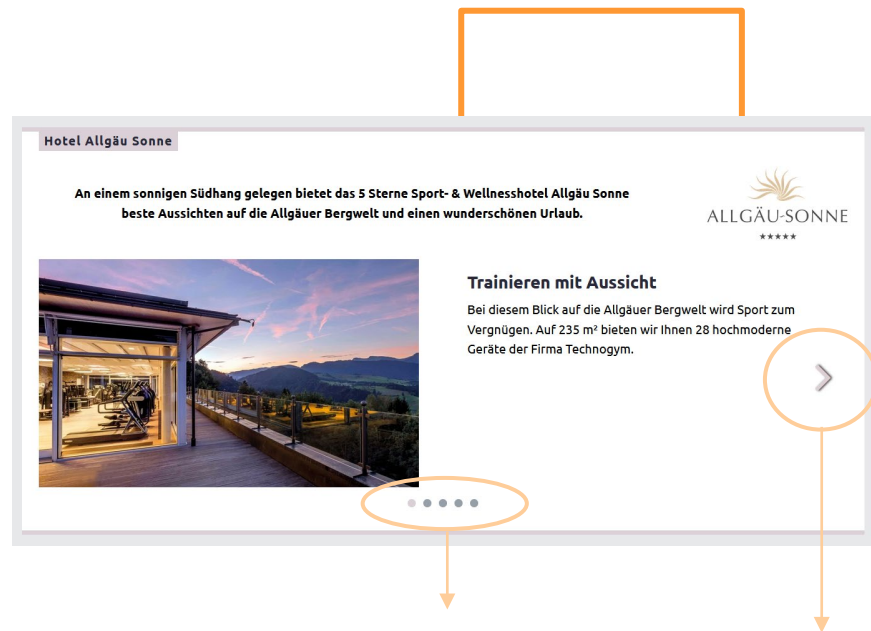 Hotel Allgäu Sonne
An einem sonnigen Südhang gelegen bietet das 5 Sterne Sport- & Wellnesshotel Allgäu Sonne
beste Aussichten auf die Allgäuer Bergwelt und einen wunderschönen Urlaub.
ALLGÄU-SONNE
★★★★★
Trainieren mit Aussicht
Bei diesem Blick auf die Allgäuer Bergwelt wird Sport zum
Vergnügen. Auf 235 m² bieten wir Ihnen 28 hochmoderne
Geräte der Firma Technogym.